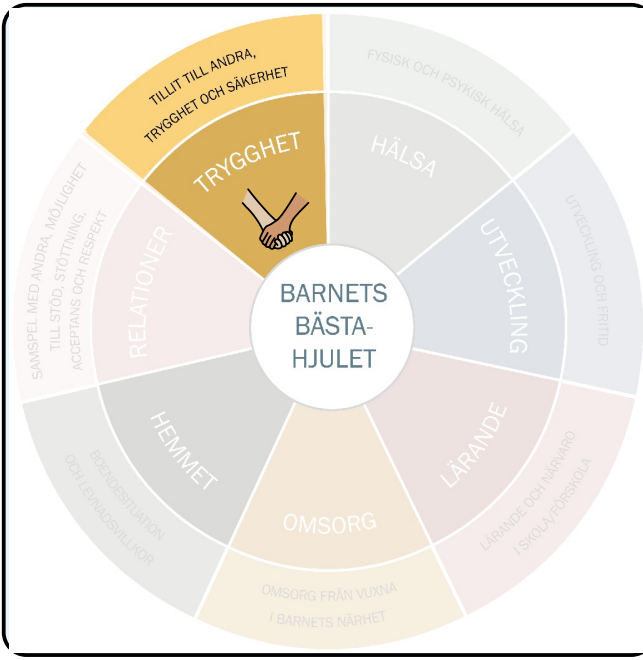 TILLIT TILL ANDRA,
TRYGGHET OCH SÄKERHET
TRYGGHET
FYSISK OCH PSYKISK HÄLSA
HÄLSA
UTVECKLING OCH FRITID
UTVECKLING
LÄRANDE
LÄRANDE OCH NÄRVARO
I SKOLA/FÖRSKOLA
OMSORG
OMSORG FRÅN VUXNA
I BARNETS NÄRHET
HEMMET
BOENDESITUATION
OCH LEVNADSVILLKOR
RELATIONER
SAMSPEL MED ANDRA, MÖJLIGHET
TILL STÖD, STÖTTNING,
ACCEPTANS OCH RESPEKT
BARNETS
BÄSTA-
HJULET